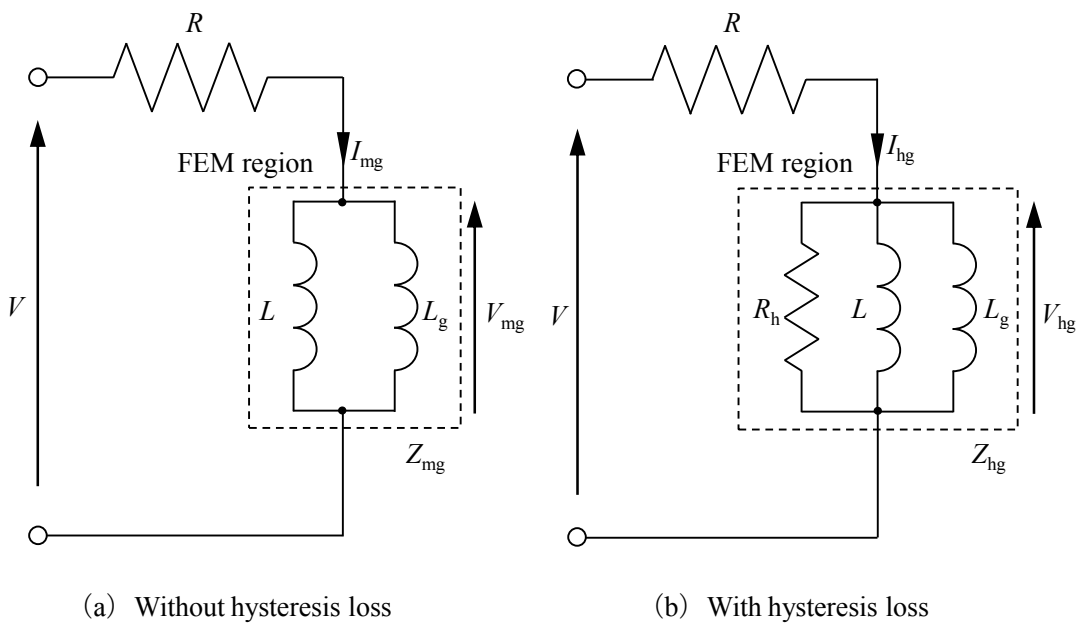 R
I_mg
FEM region
V
L
L_g
V_mg
Z_mg
(a) Without hysteresis loss
R
I_hg
FEM region
V
R_h
L
L_g
V_hg
Z_hg
(b) With hysteresis loss